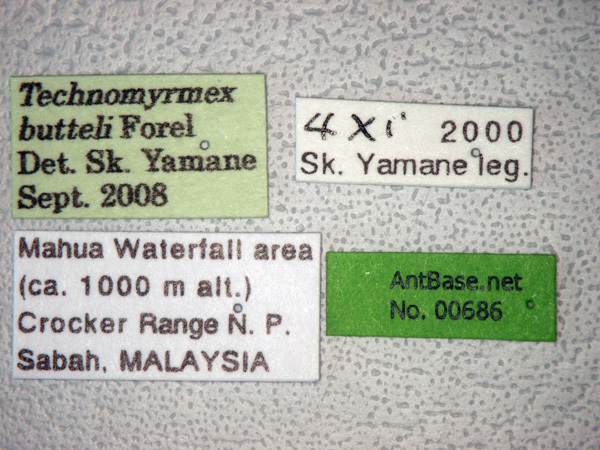 Technomyrmex
butteli Forel
Det. Sk. Yamane
Sept. 2008
4 xi 2000
Sk. Yamane leg.
Mahua Waterfall area
(ca. 1000 m alt.)
Crocker Range N. P.
Sabah, MALAYSIA
AntBase.net
No. 00686